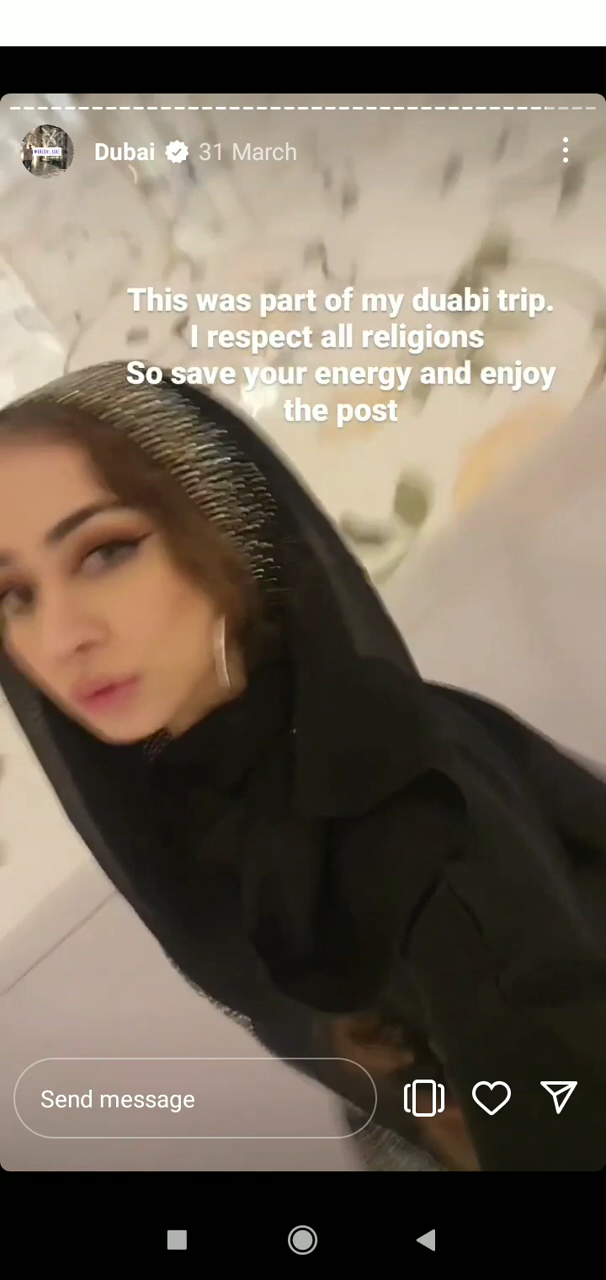 Dubai 31 March
This was part of my duabi trip.
I respect all religions
So save your energy and enjoy
the post
Send message